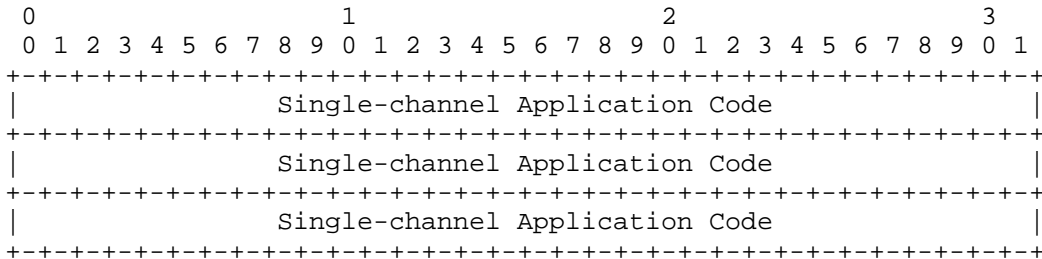 0                   1                   2                   3
 0 1 2 3 4 5 6 7 8 9 0 1 2 3 4 5 6 7 8 9 0 1 2 3 4 5 6 7 8 9 0 1
+-+-+-+-+-+-+-+-+-+-+-+-+-+-+-+-+-+-+-+-+-+-+-+-+-+-+-+-+-+-+-+-+
|                Single-channel Application Code                |
+-+-+-+-+-+-+-+-+-+-+-+-+-+-+-+-+-+-+-+-+-+-+-+-+-+-+-+-+-+-+-+-+
|                Single-channel Application Code                |
+-+-+-+-+-+-+-+-+-+-+-+-+-+-+-+-+-+-+-+-+-+-+-+-+-+-+-+-+-+-+-+-+
|                Single-channel Application Code                |
+-+-+-+-+-+-+-+-+-+-+-+-+-+-+-+-+-+-+-+-+-+-+-+-+-+-+-+-+-+-+-+-+